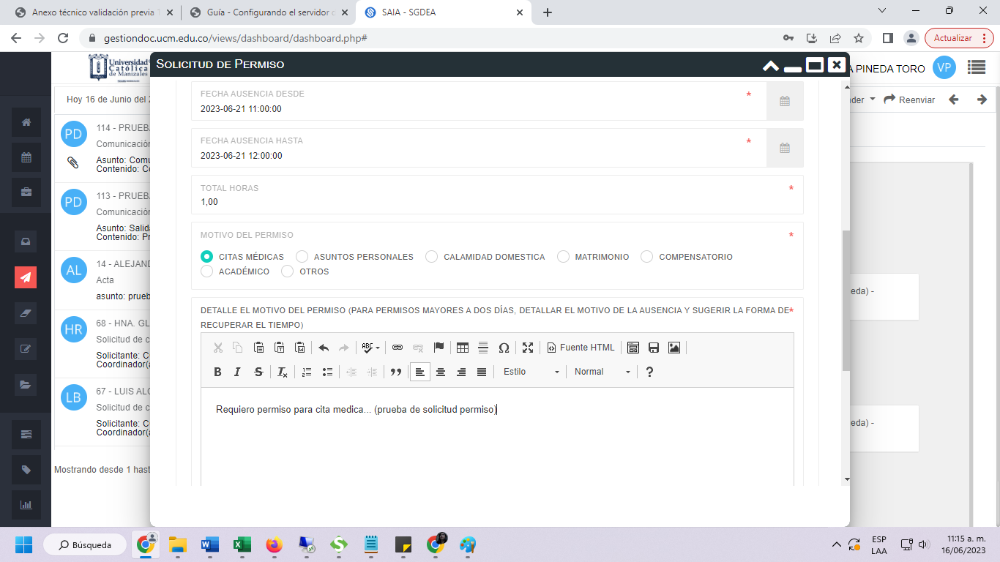 Anexo técnico validación previa 1
Guía - Configurando el servidor d
SAIA - SGDEA
gestiondoc.ucm.edu.co/views/dashboard/dashboard.php#
Actualizar
Universidad
Católica
de Manizales
SOLICITUD DE PERMISO
A PINEDA TORO
VP
Hoy 16 de Junio del 2
Reenviar
PD
114 - PRUEBA
Comunicación
Asunto: Comu
Contenido: Co
PD
113 - PRUEBA
Comunicación
Asunto: Salida
Contenido: Pr
AL
14 - ALEJAND
Acta
asunto: prueb
HR
68 - HNA. GL
Solicitud de c
Solicitante: C
Coordinador(a
LB
67 - LUIS ALG
Solicitud de c
Solicitante: C
Coordinador(a
Mostrando desde 1 hast
FECHA AUSENCIA DESDE *
2023-06-21 11:00:00
FECHA AUSENCIA HASTA *
2023-06-21 12:00:00
TOTAL HORAS *
1,00
MOTIVO DEL PERMISO *
CITAS MÉDICAS ASUNTOS PERSONALES CALAMIDAD DOMESTICA MATRIMONIO COMPENSATORIO
ACADÉMICO OTROS
DETALLE EL MOTIVO DEL PERMISO (PARA PERMISOS MAYORES A DOS DÍAS, DETALLAR EL MOTIVO DE LA AUSENCIA Y SUGERIR LA FORMA DE*
RECUPERAR EL TIEMPO)
ABC Ω Fuente HTML
B I S Tx Estilo Normal ?
Requiero permiso para cita medica... (prueba de solicitud permiso)
eda) -
eda) -
Búsqueda
ESP
LAA
11:15 a. m.
16/06/2023